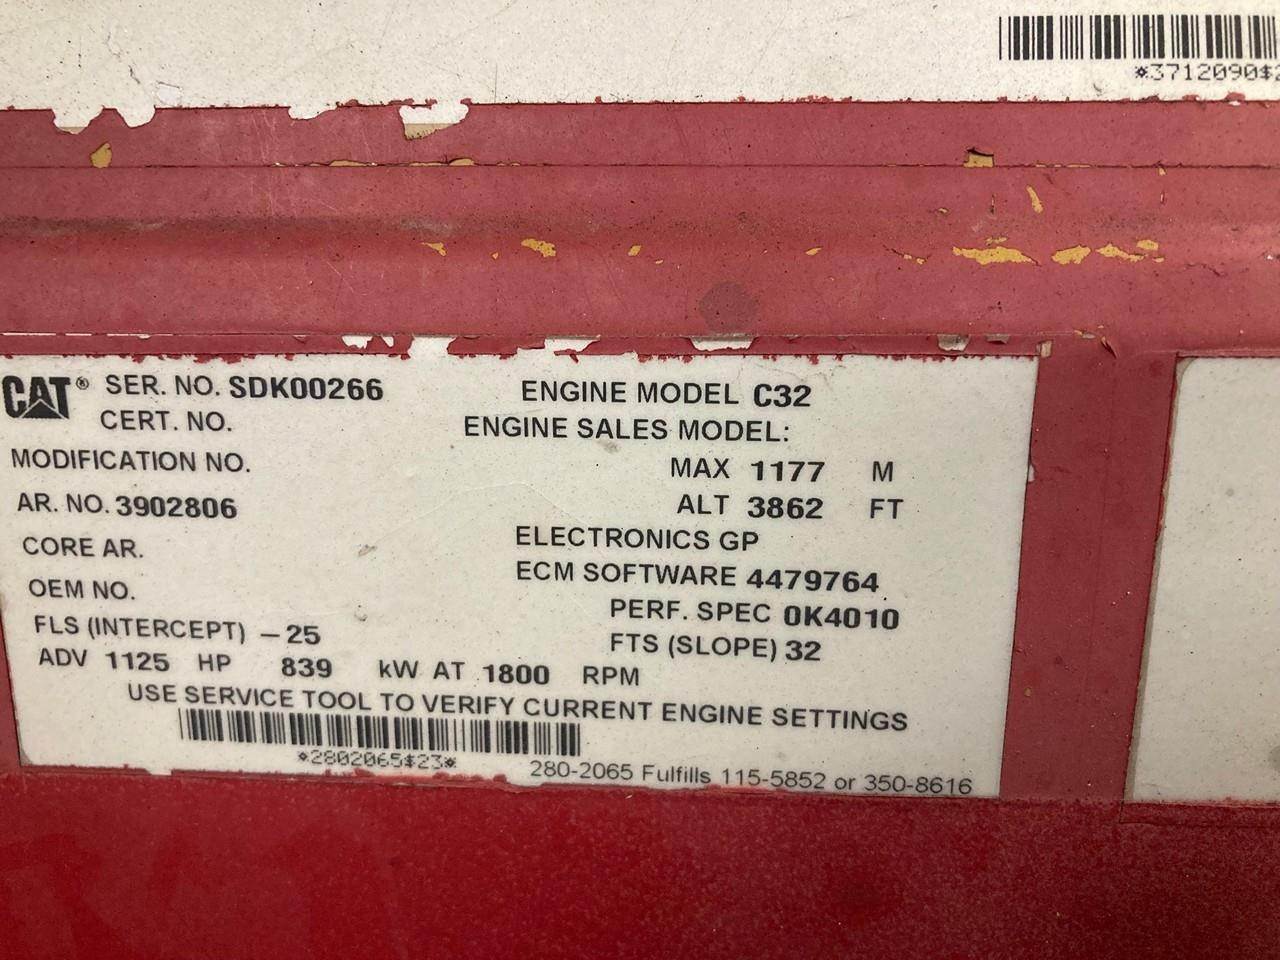 *3712090$2
CAT® SER. NO. SDK00266 ENGINE MODEL C32
CERT. NO. ENGINE SALES MODEL:
MODIFICATION NO. MAX 1177 M
AR. NO. 3902806 ALT 3862 FT
CORE AR. ELECTRONICS GP
OEM NO. ECM SOFTWARE 4479764
FLS (INTERCEPT) -25 PERF. SPEC 0K4010
FTS (SLOPE) 32
ADV 1125 HP 839 kW AT 1800 RPM
USE SERVICE TOOL TO VERIFY CURRENT ENGINE SETTINGS
*2802065$23*
280-2065 Fulfills 115-5852 or 350-8616